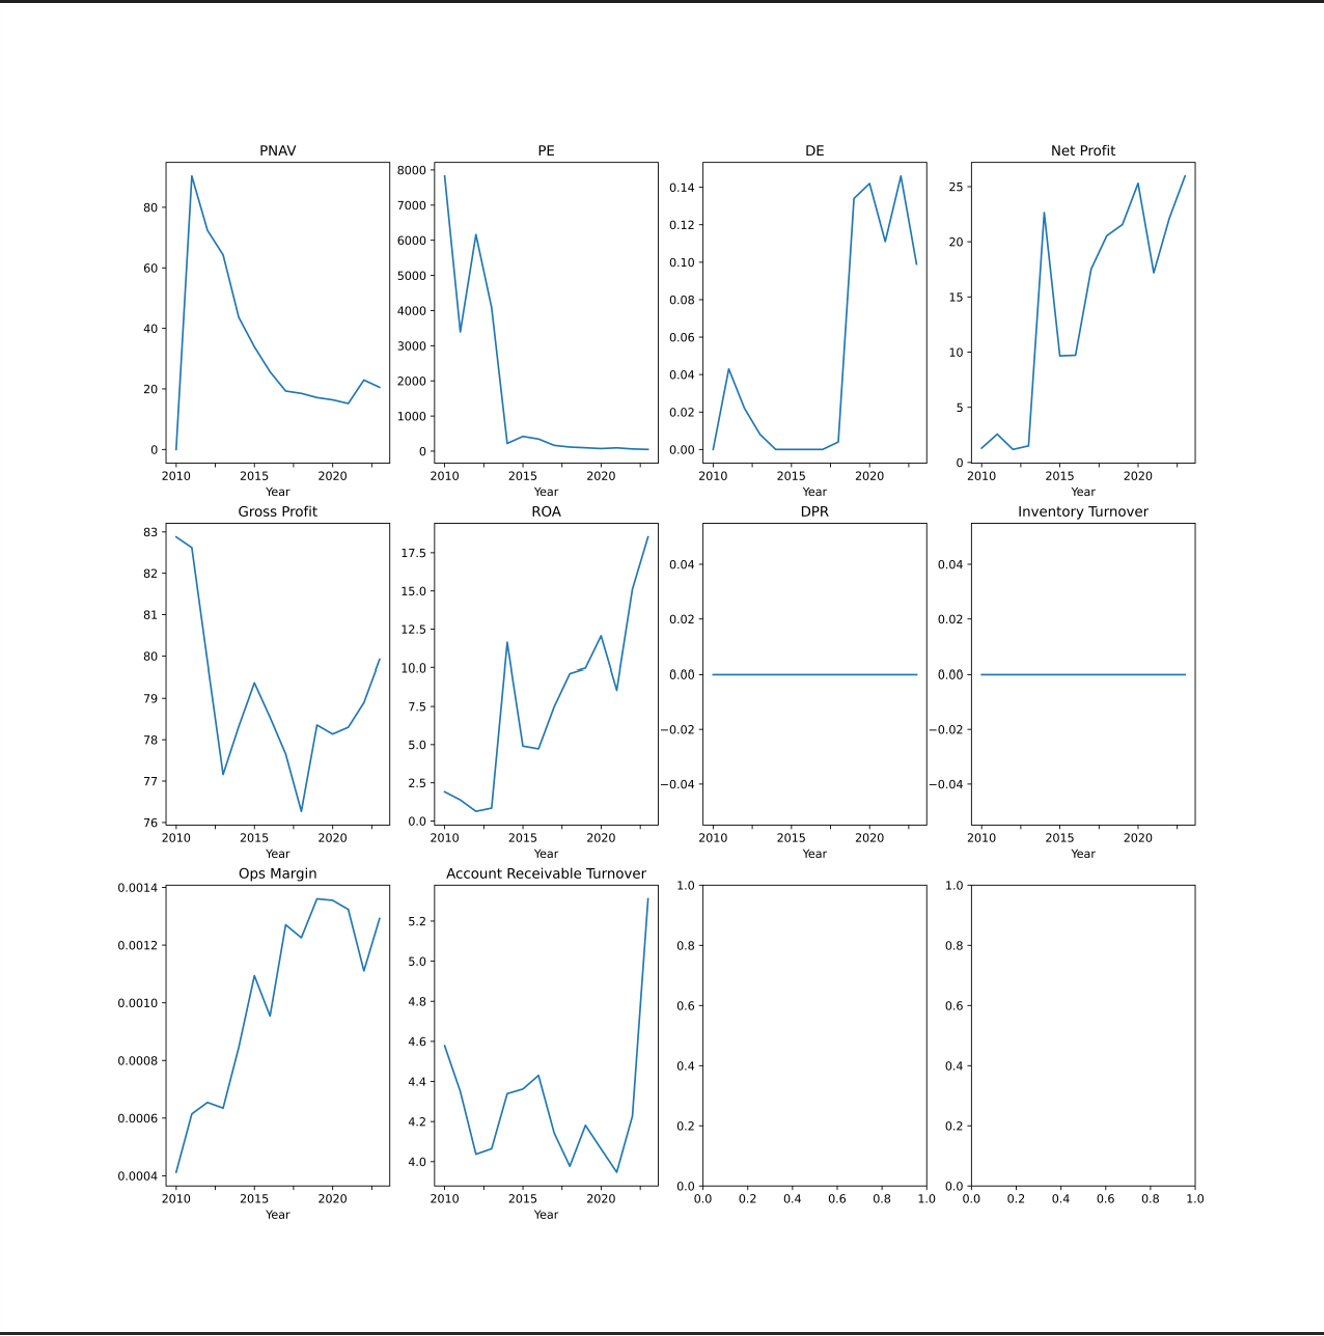 PNAV
80
60
40
20
0
2010 2015 2020
Year
PE
8000
7000
6000
5000
4000
3000
2000
1000
0
2010 2015 2020
Year
DE
0.14
0.12
0.10
0.08
0.06
0.04
0.02
0.00
2010 2015 2020
Year
Net Profit
25
20
15
10
5
0
2010 2015 2020
Year
Gross Profit
83
82
81
80
79
78
77
76
2010 2015 2020
Year
ROA
17.5
15.0
12.5
10.0
7.5
5.0
2.5
0.0
2010 2015 2020
Year
DPR
0.04
0.02
0.00
−0.02
−0.04
2010 2015 2020
Year
Inventory Turnover
0.04
0.02
0.00
−0.02
−0.04
2010 2015 2020
Year
Ops Margin
0.0014
0.0012
0.0010
0.0008
0.0006
0.0004
2010 2015 2020
Year
Account Receivable Turnover
5.2
5.0
4.8
4.6
4.4
4.2
4.0
2010 2015 2020
Year
1.0
0.8
0.6
0.4
0.2
0.0
0.0 0.2 0.4 0.6 0.8 1.0
1.0
0.8
0.6
0.4
0.2
0.0
0.0 0.2 0.4 0.6 0.8 1.0